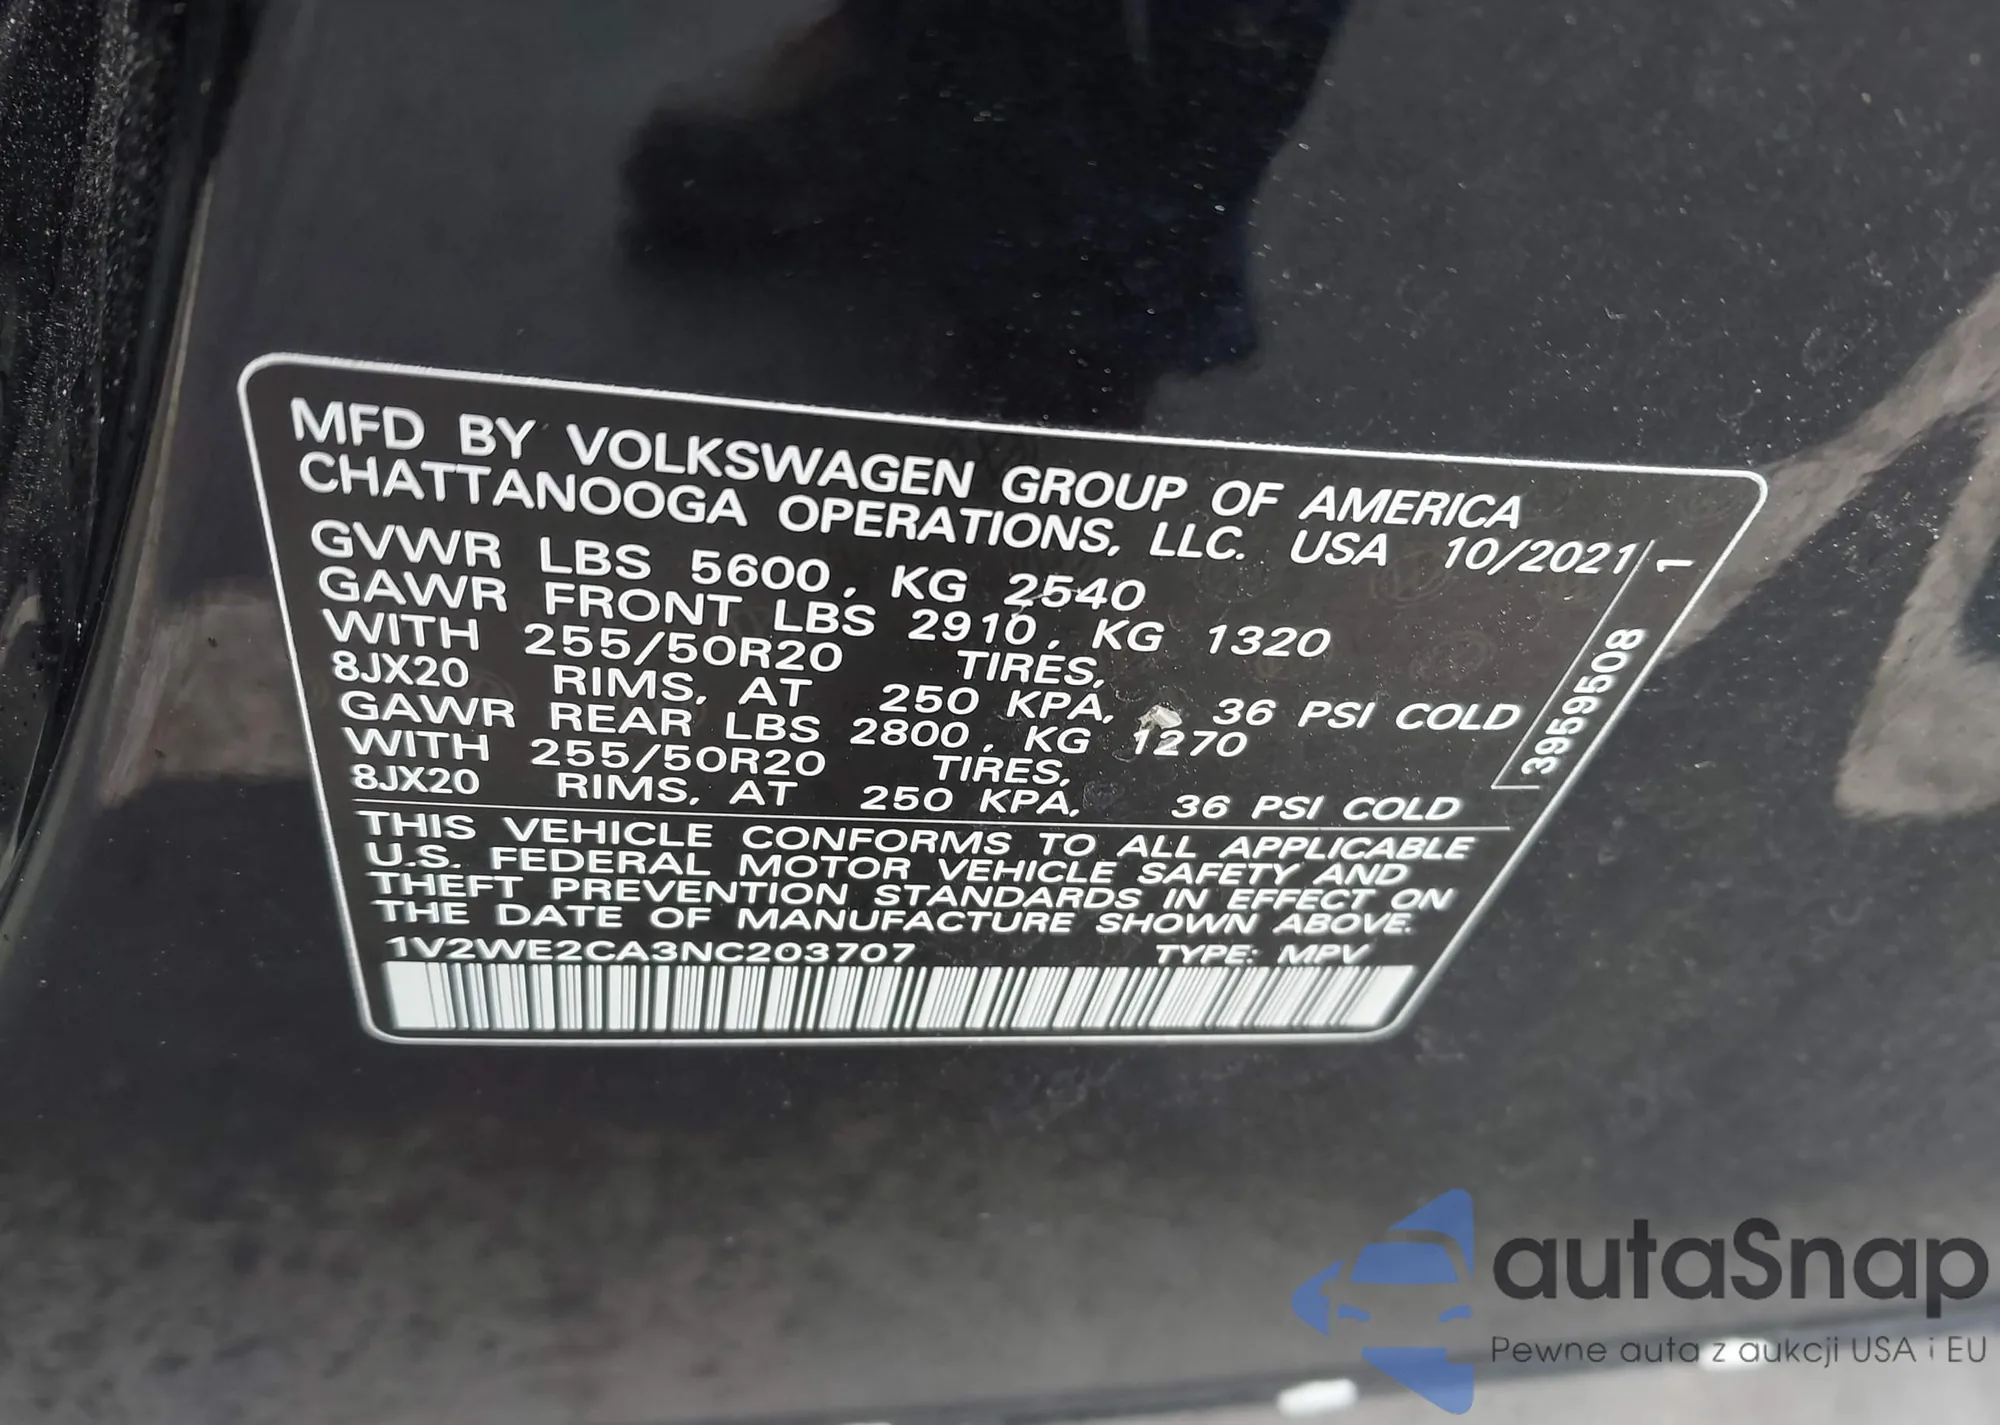 MFD BY VOLKSWAGEN GROUP OF AMERICA
CHATTANOOGA OPERATIONS, LLC. USA 10/2021
GVWR LBS 5600, KG 2540
GAWR FRONT LBS 2910, KG 1320
WITH 255/50R20 TIRES,
8JX20 RIMS, AT 250 KPA, 36 PSI COLD
GAWR REAR LBS 2800, KG 1270
WITH 255/50R20 TIRES,
8JX20 RIMS, AT 250 KPA, 36 PSI COLD
THIS VEHICLE CONFORMS TO ALL APPLICABLE
U.S. FEDERAL MOTOR VEHICLE SAFETY AND
THEFT PREVENTION STANDARDS IN EFFECT ON
THE DATE OF MANUFACTURE SHOWN ABOVE.
1V2WE2CA3NC203707 TYPE: MPV
3959508 1
autaSnap
Pewne auta z aukcji USA i EU